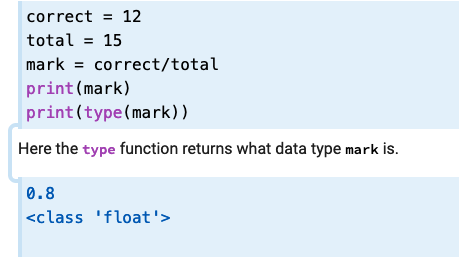 correct = 12
total = 15
mark = correct/total
print(mark)
print(type(mark))
Here the type function returns what data type mark is.
0.8
<class 'float'>